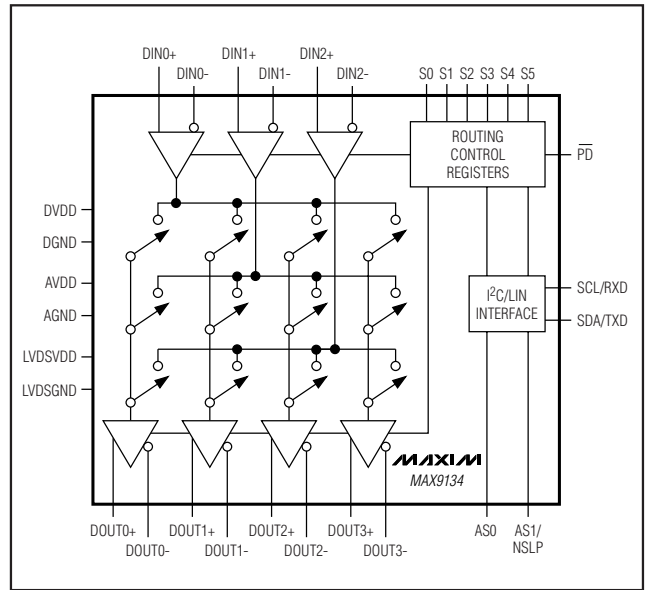 DIN0+ DIN1+ DIN2+
DIN0- DIN1- DIN2- S0 S1 S2 S3 S4 S5
ROUTING
CONTROL
REGISTERS
PD
DVDD
DGND
AVDD
AGND
LVDSVDD
LVDSGND
I²C/LIN
INTERFACE
SCL/RXD
SDA/TXD
MAXIM
MAX9134
DOUT0+ DOUT1+ DOUT2+ DOUT3+ AS0 AS1/
NSLP
DOUT0- DOUT1- DOUT2- DOUT3-